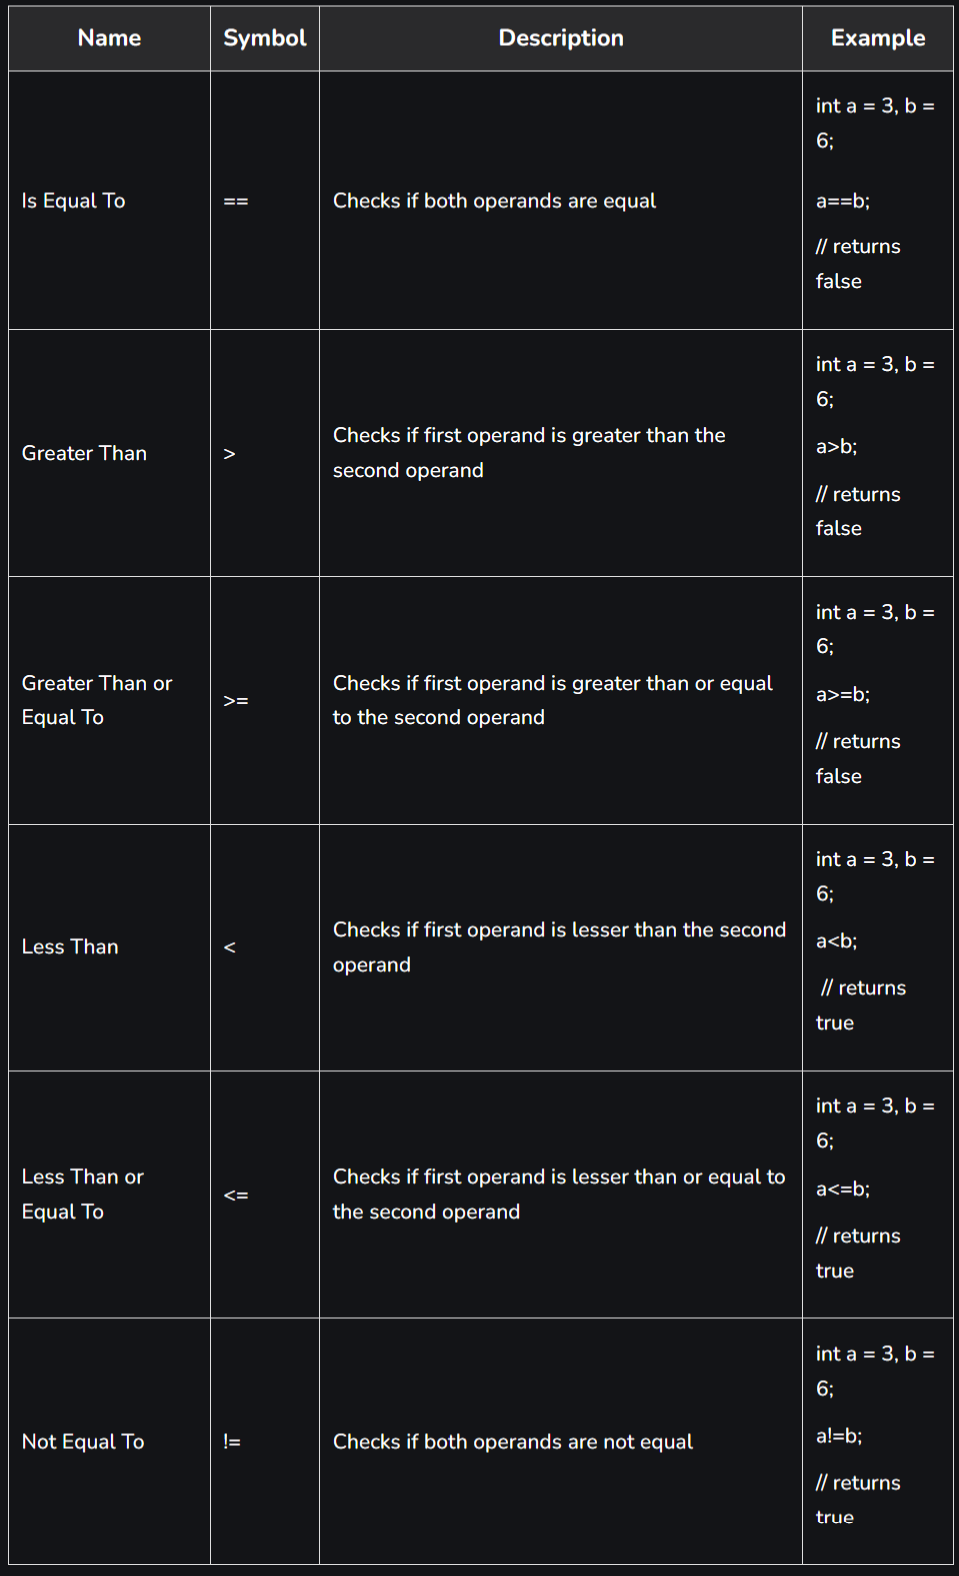 Name Symbol Description Example
Is Equal To
==
Checks if both operands are equal
int a = 3, b =
6;
a==b;
// returns
false
Greater Than
>
Checks if first operand is greater than the
second operand
int a = 3, b =
6;
a>b;
// returns
false
Greater Than or
Equal To
>=
Checks if first operand is greater than or equal
to the second operand
int a = 3, b =
6;
a>=b;
// returns
false
Less Than
<
Checks if first operand is lesser than the second
operand
int a = 3, b =
6;
a<b;
// returns
true
Less Than or
Equal To
<=
Checks if first operand is lesser than or equal to
the second operand
int a = 3, b =
6;
a<=b;
// returns
true
Not Equal To
!=
Checks if both operands are not equal
int a = 3, b =
6;
a!=b;
// returns
true